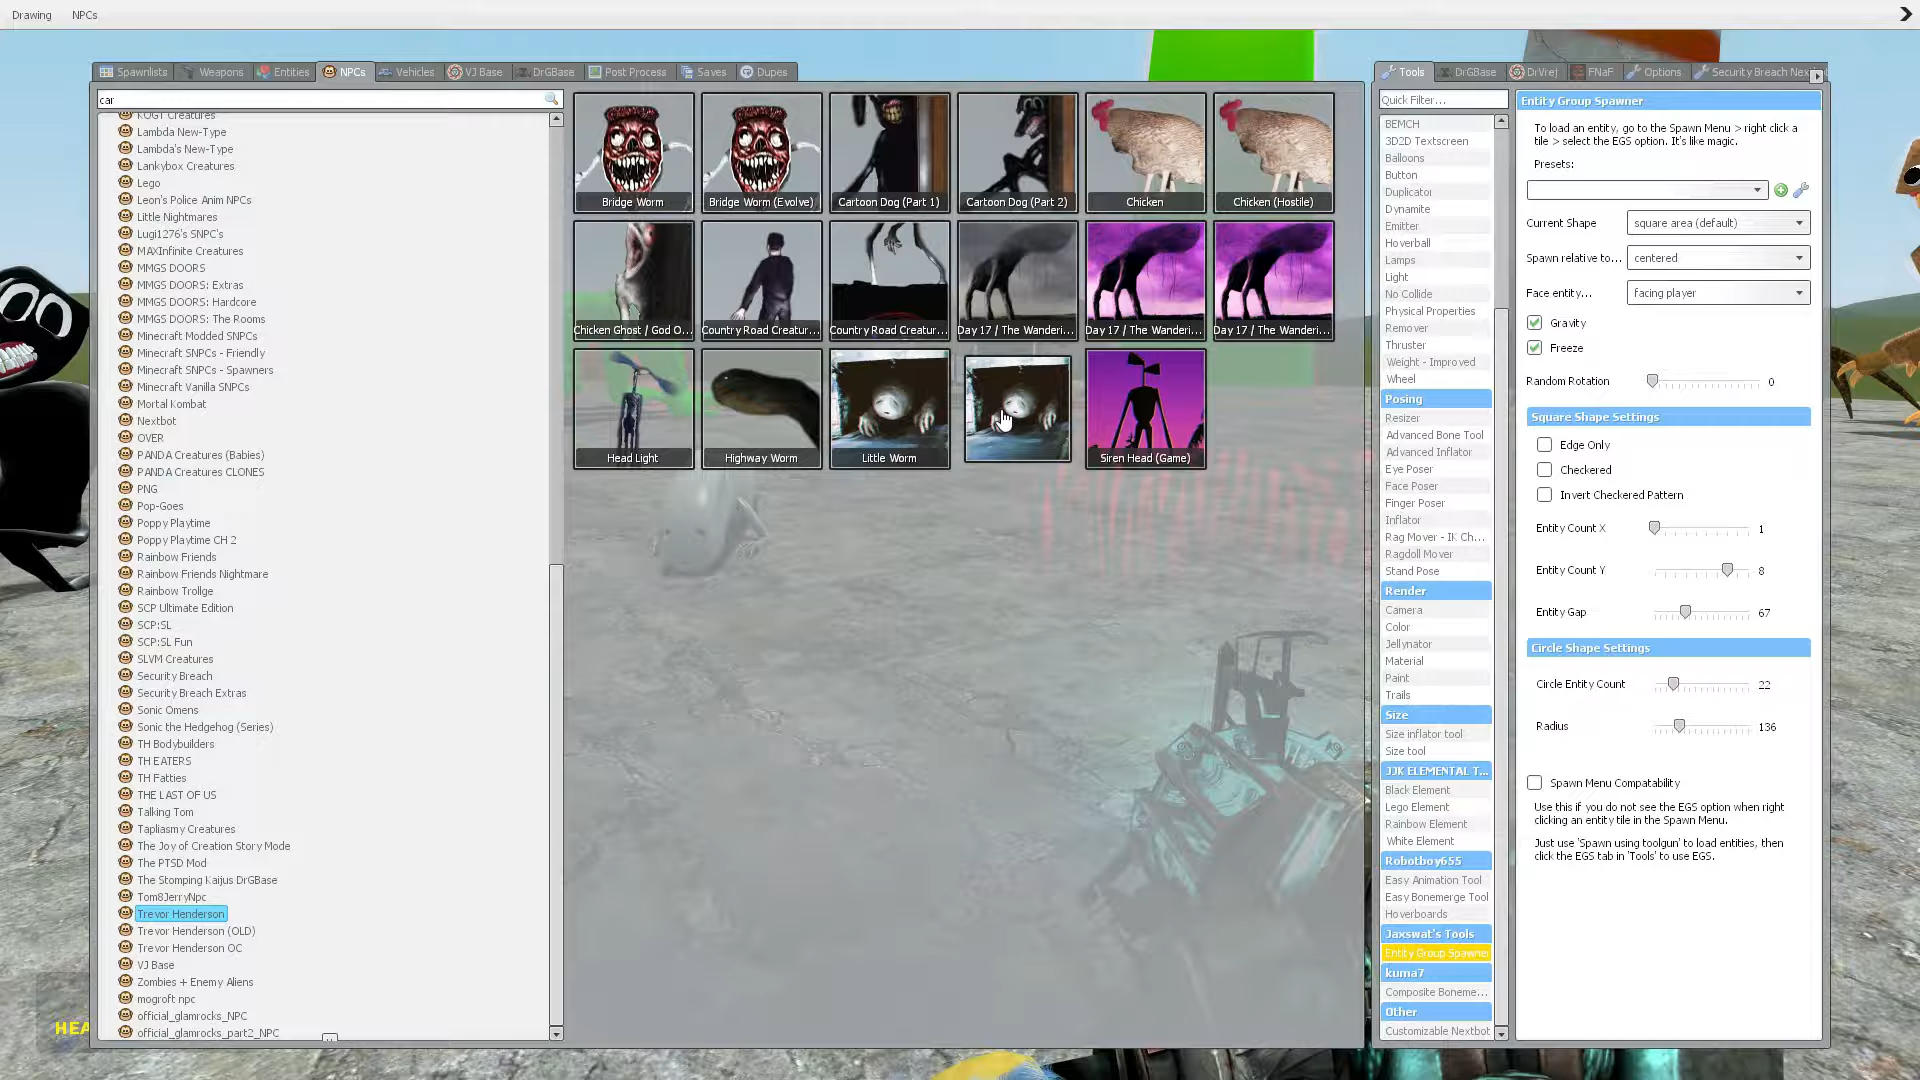 Drawing NPCs
Spawnlists Weapons Entities NPCs Vehicles VJ Base DrGBase Post Process Saves Dupes
car
KOGT Creatures
Lambda New-Type
Lambda's New-Type
Lankybox Creatures
Lego
Leon's Police Anim NPCs
Little Nightmares
Lugi1276's SNPC's
MAXInfinite Creatures
MMGS DOORS
MMGS DOORS: Extras
MMGS DOORS: Hardcore
MMGS DOORS: The Rooms
Minecraft Modded SNPCs
Minecraft SNPCs - Friendly
Minecraft SNPCs - Spawners
Minecraft Vanilla SNPCs
Mortal Kombat
Nextbot
OVER
PANDA Creatures (Babies)
PANDA Creatures CLONES
PNG
Pop-Goes
Poppy Playtime
Poppy Playtime CH 2
Rainbow Friends
Rainbow Friends Nightmare
Rainbow Trollge
SCP Ultimate Edition
SCP:SL
SCP:SL Fun
SLVM Creatures
Security Breach
Security Breach Extras
Sonic Omens
Sonic the Hedgehog (Series)
TH Bodybuilders
TH EATERS
TH Fatties
THE LAST OF US
Talking Tom
Tapliasmy Creatures
The Joy of Creation Story Mode
The PTSD Mod
The Stomping Kaijus DrGBase
Tom8JerryNpc
Trevor Henderson
Trevor Henderson (OLD)
Trevor Henderson OC
VJ Base
Zombies + Enemy Aliens
mogroft npc
official_glamrocks_NPC
official_glamrocks_part2_NPC
HEA
Bridge Worm
Bridge Worm (Evolve)
Cartoon Dog (Part 1)
Cartoon Dog (Part 2)
Chicken
Chicken (Hostile)
Chicken Ghost / God O...
Country Road Creatur...
Country Road Creatur...
Day 17 / The Wanderi...
Day 17 / The Wanderi...
Day 17 / The Wanderi...
Head Light
Highway Worm
Little Worm
Siren Head (Game)
Tools DrGBase DrVrej FNaF Options Security Breach Nex
Quick Filter...
BEMCH
3D2D Textscreen
Balloons
Button
Duplicator
Dynamite
Emitter
Hoverball
Lamps
Light
No Collide
Physical Properties
Remover
Thruster
Weight - Improved
Wheel
Posing
Resizer
Advanced Bone Tool
Advanced Inflator
Eye Poser
Face Poser
Finger Poser
Inflator
Rag Mover - IK Ch...
Ragdoll Mover
Stand Pose
Render
Camera
Color
Jellynator
Material
Paint
Trails
Size
Size inflator tool
Size tool
JJK ELEMENTAL T...
Black Element
Lego Element
Rainbow Element
White Element
Robotboy655
Easy Animation Tool
Easy Bonemerge Tool
Hoverboards
Jaxswat's Tools
Entity Group Spawner
kuma7
Composite Boneme...
Other
Customizable Nextbot
Entity Group Spawner
To load an entity, go to the Spawn Menu > right click a
tile > select the EGS option. It's like magic.
Presets:
Current Shape square area (default)
Spawn relative to... centered
Face entity... facing player
Gravity
Freeze
Random Rotation 0
Square Shape Settings
Edge Only
Checkered
Invert Checkered Pattern
Entity Count X 1
Entity Count Y 8
Entity Gap 67
Circle Shape Settings
Circle Entity Count 22
Radius 136
Spawn Menu Compatability
Use this if you do not see the EGS option when right
clicking an entity tile in the Spawn Menu.
Just use 'Spawn using toolgun' to load entities, then
click the EGS tab in 'Tools' to use EGS.